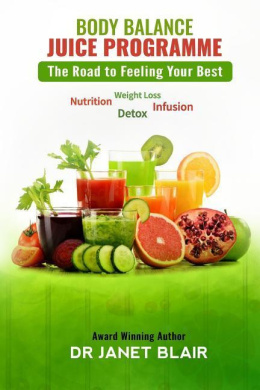 BODY BALANCE
JUICE PROGRAMME
The Road to Feeling Your Best
Weight Loss
Nutrition
Infusion
Detox
Award Winning Author
DR JANET BLAIR